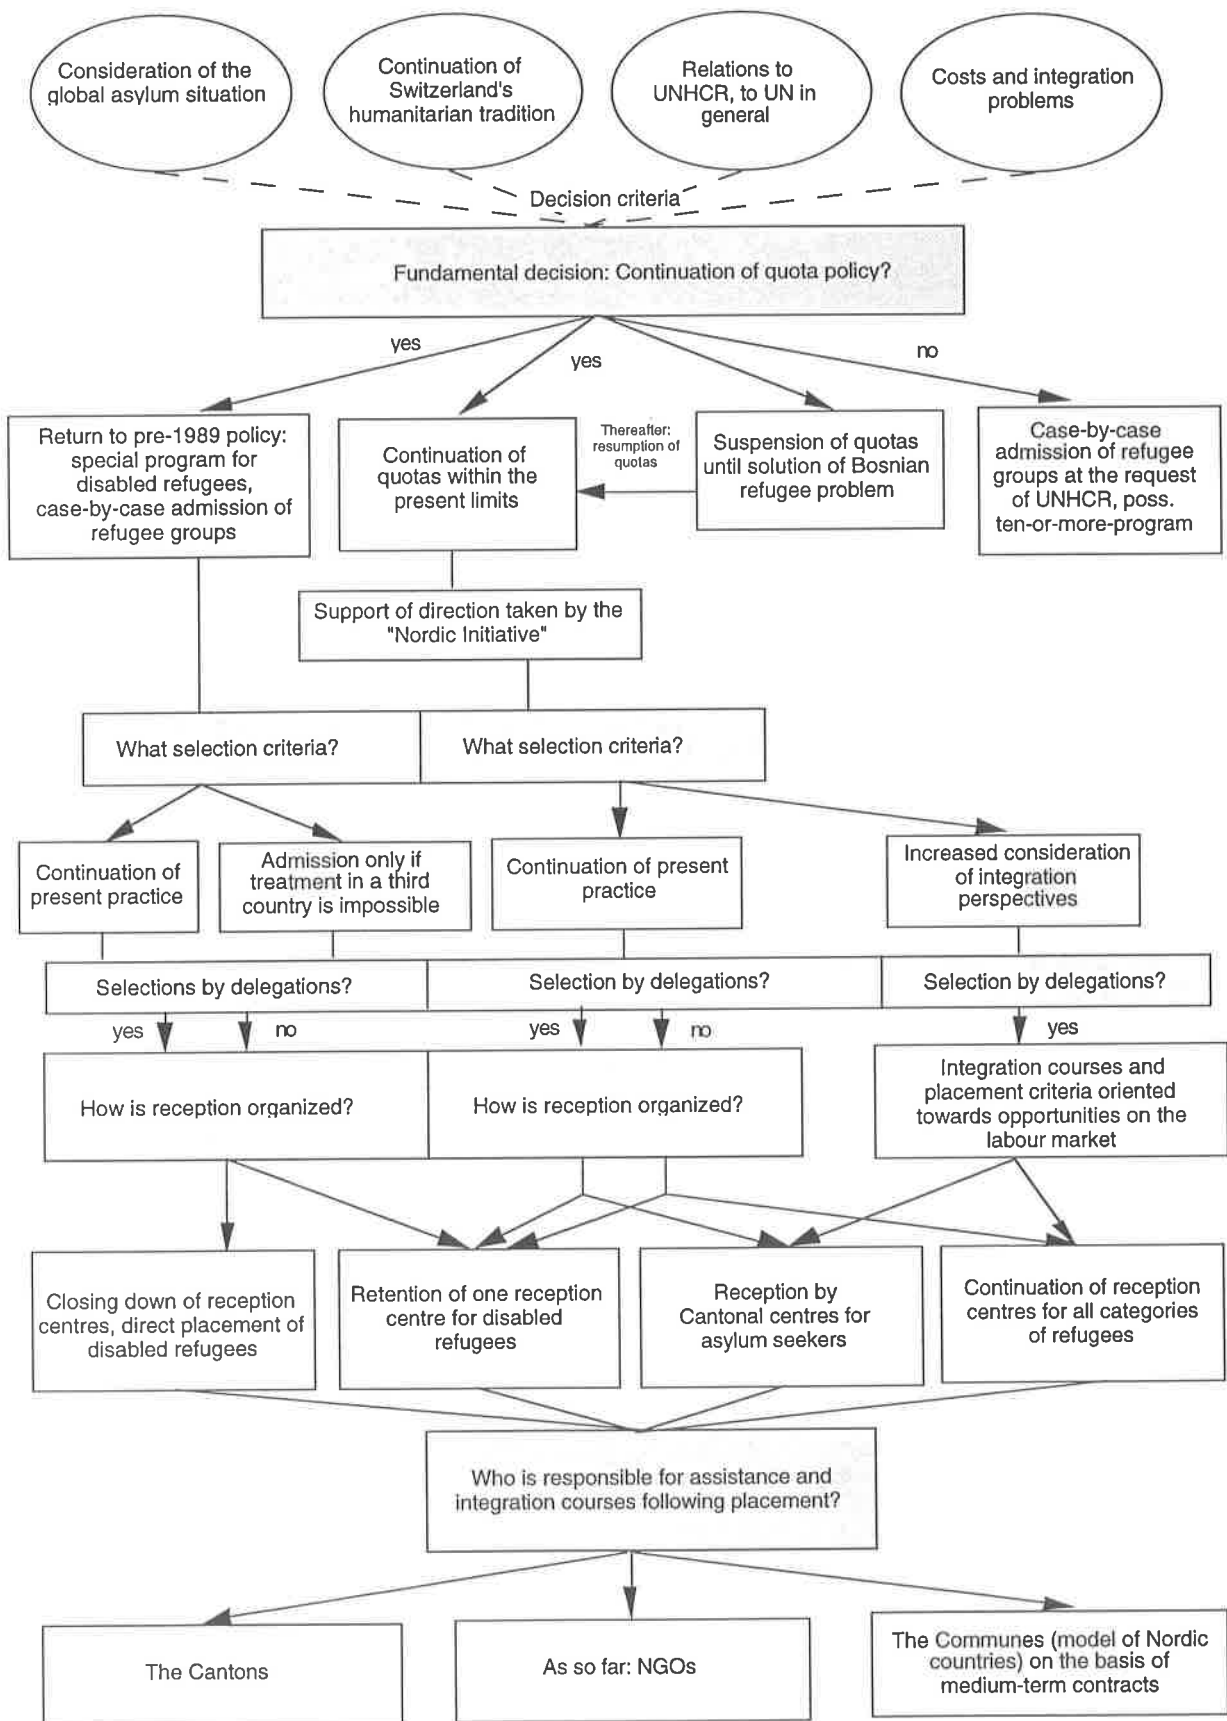 Consideration of the
global asylum situation
Continuation of
Switzerland's
humanitarian tradition
Relations to
UNHCR, to UN in
general
Costs and integration
problems
Decision criteria
Fundamental decision: Continuation of quota policy?
yes
yes
no
Return to pre-1989 policy:
special program for
disabled refugees,
case-by-case admission of
refugee groups
Continuation of
quotas within the
present limits
Thereafter:
resumption of
quotas
Suspension of quotas
until solution of Bosnian
refugee problem
Case-by-case
admission of refugee
groups at the request
of UNHCR, poss.
ten-or-more-program
Support of direction taken by the
"Nordic Initiative"
What selection criteria?
What selection criteria?
Continuation of
present practice
Admission only if
treatment in a third
country is impossible
Continuation of present
practice
Increased consideration
of integration
perspectives
Selections by delegations?
Selection by delegations?
Selection by delegations?
yes
no
yes
no
yes
How is reception organized?
How is reception organized?
Integration courses and
placement criteria oriented
towards opportunities on the
labour market
Closing down of reception
centres, direct placement of
disabled refugees
Retention of one reception
centre for disabled
refugees
Reception by
Cantonal centres for
asylum seekers
Continuation of reception
centres for all categories
of refugees
Who is responsible for assistance and
integration courses following placement?
The Cantons
As so far: NGOs
The Communes (model of Nordic
countries) on the basis of
medium-term contracts